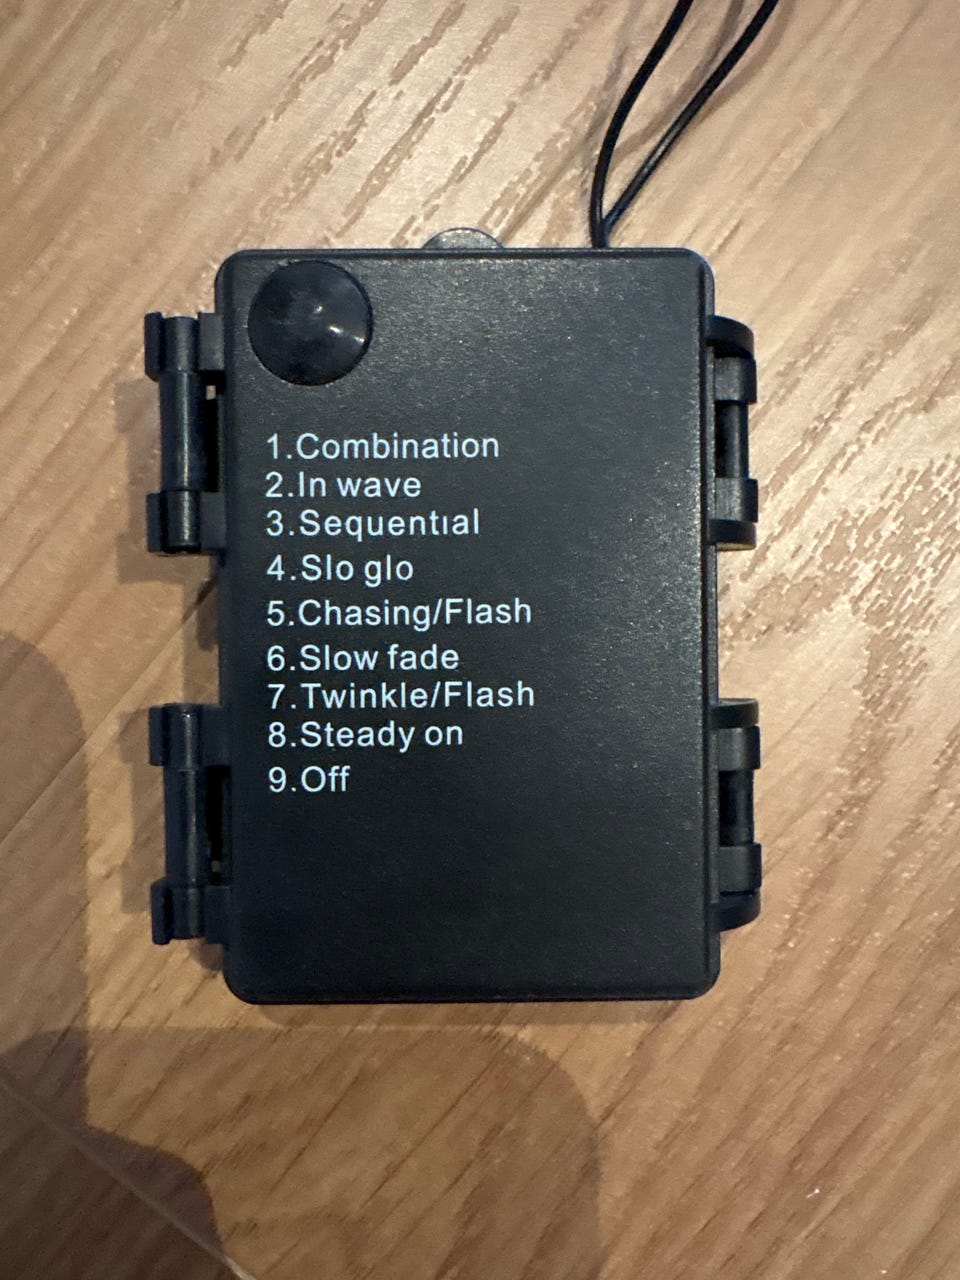 1.Combination
2.In wave
3.Sequential
4.Slo glo
5.Chasing/Flash
6.Slow fade
7.Twinkle/Flash
8.Steady on
9.Off